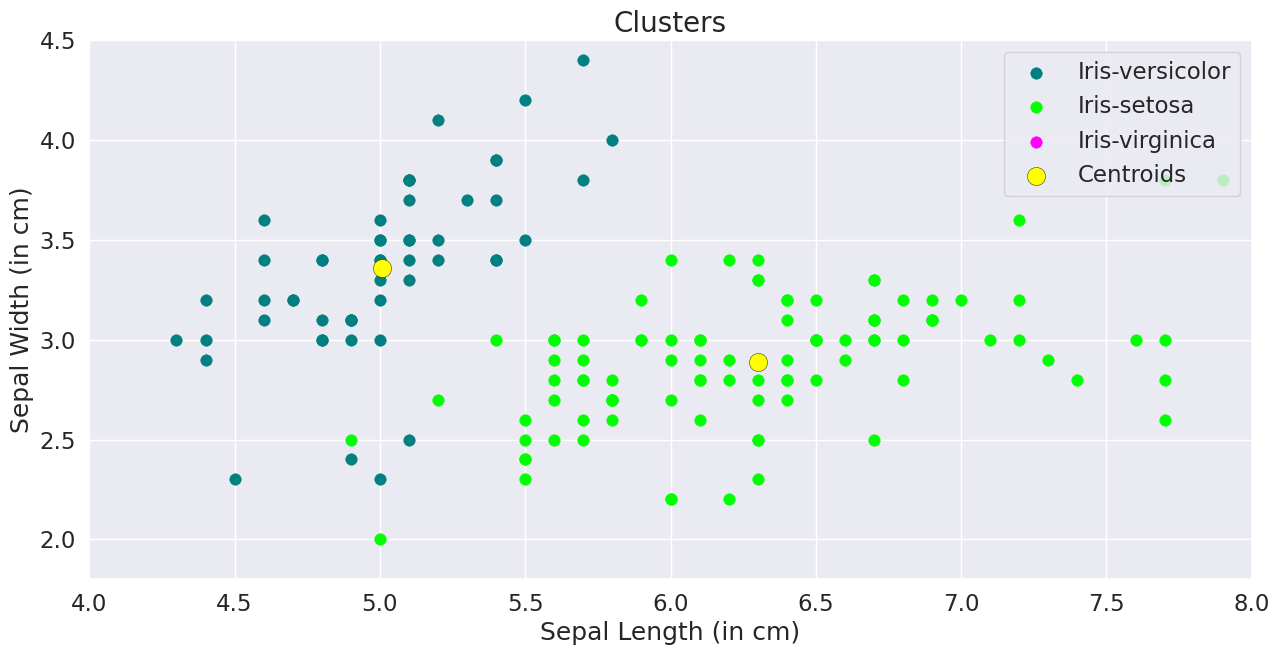 Clusters
Iris-versicolor
Iris-setosa
Iris-virginica
Centroids
Sepal Width (in cm)
4.5
4.0
3.5
3.0
2.5
2.0
4.0 4.5 5.0 5.5 6.0 6.5 7.0 7.5 8.0
Sepal Length (in cm)